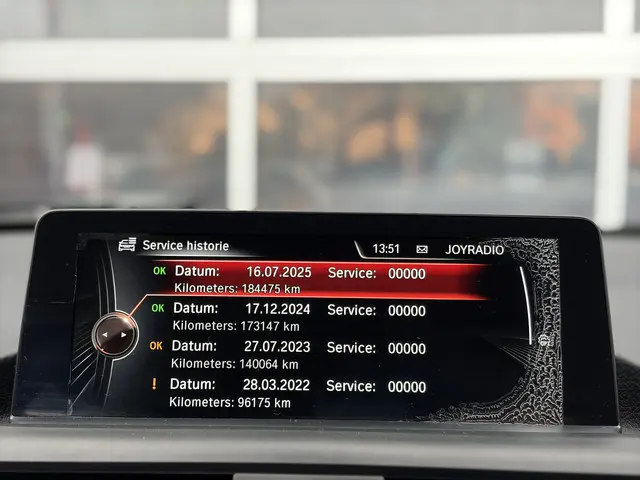 Service historie 13:51 JOYRADIO
OK Datum: 16.07.2025 Service: 00000
Kilometers: 184475 km
OK Datum: 17.12.2024 Service: 00000
Kilometers: 173147 km
OK Datum: 27.07.2023 Service: 00000
Kilometers: 140064 km
! Datum: 28.03.2022 Service: 00000
Kilometers: 96175 km